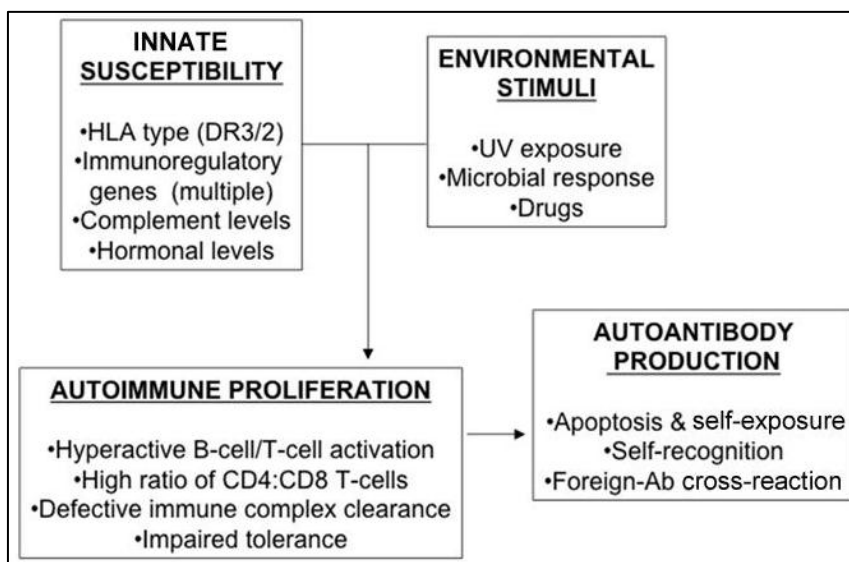 INNATE
SUSCEPTIBILITY
•HLA type (DR3/2)
•Immunoregulatory
genes (multiple)
•Complement levels
•Hormonal levels
ENVIRONMENTAL
STIMULI
•UV exposure
•Microbial response
•Drugs
AUTOIMMUNE PROLIFERATION
•Hyperactive B-cell/T-cell activation
•High ratio of CD4:CD8 T-cells
•Defective immune complex clearance
•Impaired tolerance
AUTOANTIBODY
PRODUCTION
•Apoptosis & self-exposure
•Self-recognition
•Foreign-Ab cross-reaction